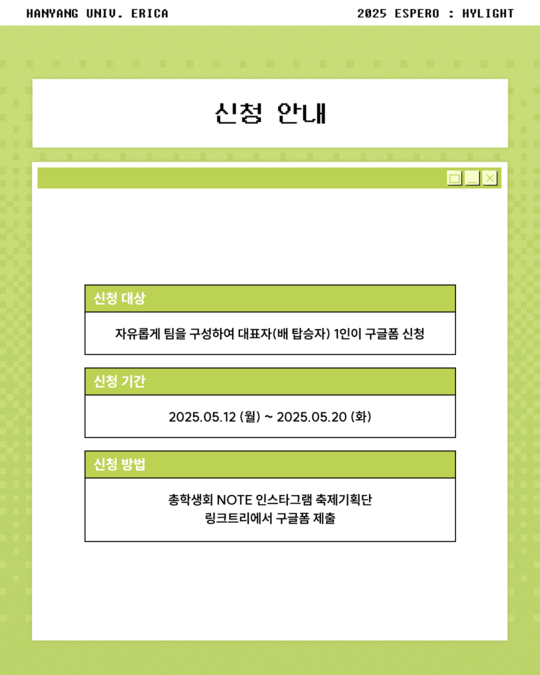 HANYANG UNIV. ERICA
2025 ESPERO : HYLIGHT
신청 안내
신청 대상
자유롭게 팀을 구성하여 대표자(배 탑승자) 1인이 구글폼 신청
신청 기간
2025.05.12 (월) ~ 2025.05.20 (화)
신청 방법
총학생회 NOTE 인스타그램 축제기획단
링크트리에서 구글폼 제출